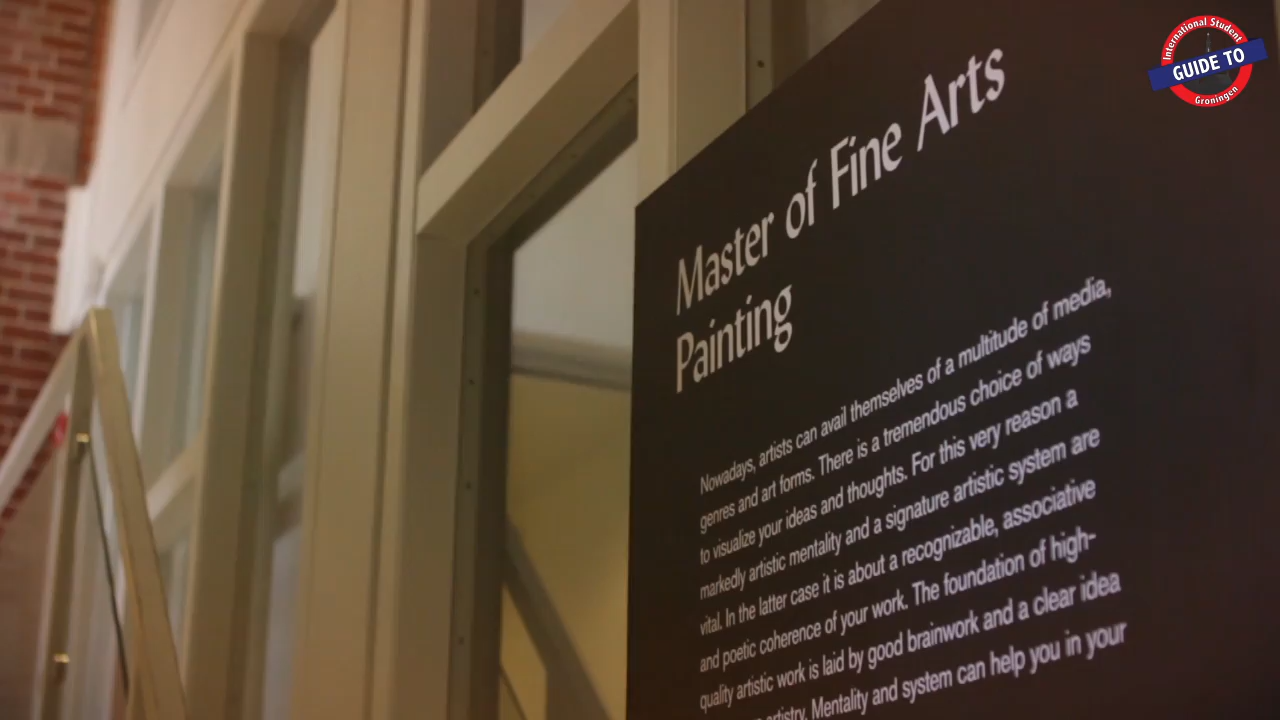 International Student
GUIDE TO
Groningen
Master of Fine Arts
Painting
Nowadays, artists can avail themselves of a multitude of media,
genres and art forms. There is a tremendous choice of ways
to visualize your ideas and thoughts. For this very reason a
markedly artistic mentality and a signature artistic system are
vital. In the latter case it is about a recognizable, associative
and poetic coherence of your work. The foundation of high-
quality artistic work is laid by good brainwork and a clear idea
artistry. Mentality and system can help you in your